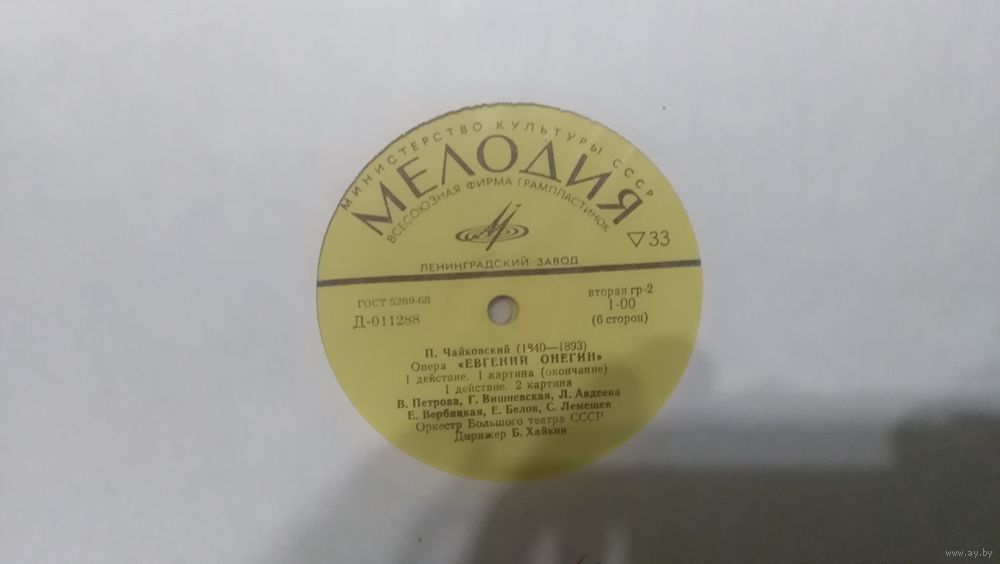 МИНИСТЕРСТВО КУЛЬТУРЫ СССР
МЕЛОДИЯ
ВСЕСОЮЗНАЯ ФИРМА ГРАМПЛАСТИНОК
▽33
ЛЕНИНГРАДСКИЙ ЗАВОД
ГОСТ 5289-68
Д-011288
вторая гр-2
1-00
(6 сторон)
П. Чайковский (1840—1893)
Опера «ЕВГЕНИЙ ОНЕГИН»
1 действие. 1 картина (окончание)
1 действие. 2 картина
В. Петрова, Г. Вишневская, Л. Авдеева
Е. Вербицкая, Е. Белов, С. Лемешев
Оркестр Большого театра СССР
Дирижер Б. Хайкин
www.ay.by